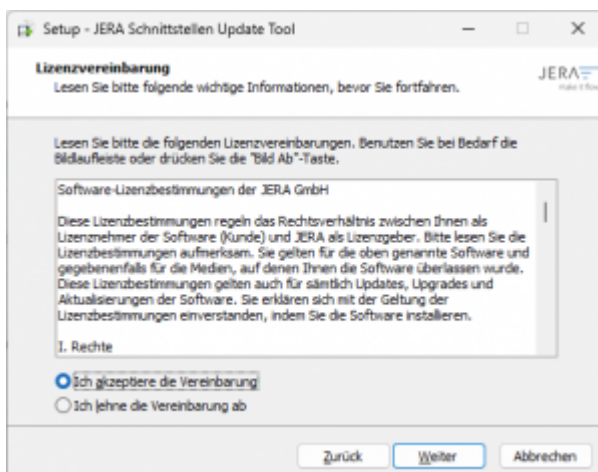 Setup - JERA Schnittstellen Update Tool
Lizenzvereinbarung
Lesen Sie bitte folgende wichtige Informationen, bevor Sie fortfahren.
JERA
make it flow
Lesen Sie bitte die folgenden Lizenzvereinbarungen. Benutzen Sie bei Bedarf die
Bildlaufleiste oder drücken Sie die "Bild Ab"-Taste.
Software-Lizenzbestimmungen der JERA GmbH
Diese Lizenzbestimmungen regeln das Rechtsverhältnis zwischen Ihnen als
Lizenznehmer der Software (Kunde) und JERA als Lizenzgeber. Bitte lesen Sie die
Lizenzbestimmungen aufmerksam. Sie gelten für die oben genannte Software und
gegebenenfalls für die Medien, auf denen Ihnen die Software überlassen wurde.
Diese Lizenzbestimmungen gelten auch für sämtlich Updates, Upgrades und
Aktualisierungen der Software. Sie erklären sich mit der Geltung der
Lizenzbestimmungen einverstanden, indem Sie die Software installieren.
I. Rechte
Ich akzeptiere die Vereinbarung
Ich lehne die Vereinbarung ab
Zurück
Weiter
Abbrechen